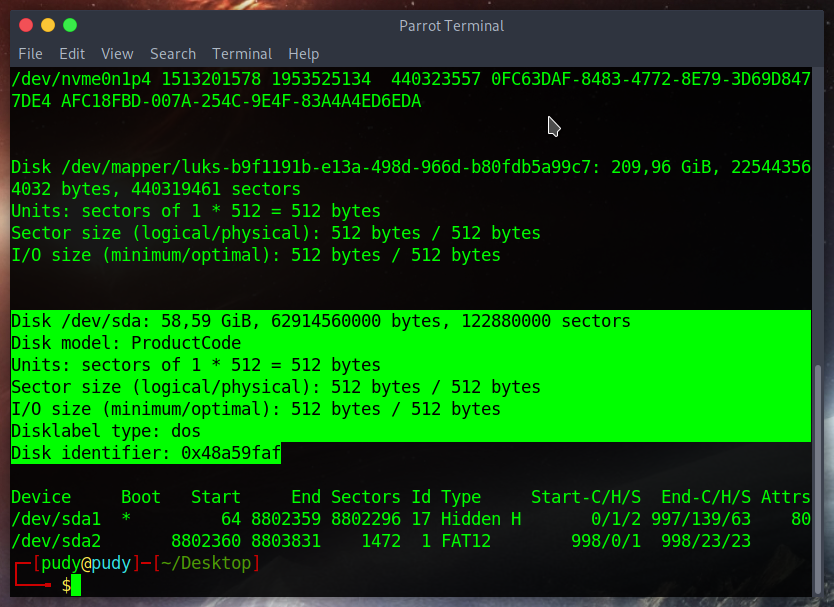 Parrot Terminal
File Edit View Search Terminal Help
/dev/nvme0n1p4 1513201578 1953525134 440323557 0FC63DAF-8483-4772-8E79-3D69D847
7DE4 AFC18FBD-007A-254C-9E4F-83A4A4ED6EDA
Disk /dev/mapper/luks-b9f1191b-e13a-498d-966d-b80fdb5a99c7: 209,96 GiB, 22544356
4032 bytes, 440319461 sectors
Units: sectors of 1 * 512 = 512 bytes
Sector size (logical/physical): 512 bytes / 512 bytes
I/O size (minimum/optimal): 512 bytes / 512 bytes
Disk /dev/sda: 58,59 GiB, 62914560000 bytes, 122880000 sectors
Disk model: ProductCode
Units: sectors of 1 * 512 = 512 bytes
Sector size (logical/physical): 512 bytes / 512 bytes
I/O size (minimum/optimal): 512 bytes / 512 bytes
Disklabel type: dos
Disk identifier: 0x48a59faf
Device Boot Start End Sectors Id Type Start-C/H/S End-C/H/S Attrs
/dev/sda1 * 64 8802359 8802296 17 Hidden H 0/1/2 997/139/63 80
/dev/sda2 8802360 8803831 1472 1 FAT12 998/0/1 998/23/23
┌─[pudy@pudy]─[~/Desktop]
└──╼ $